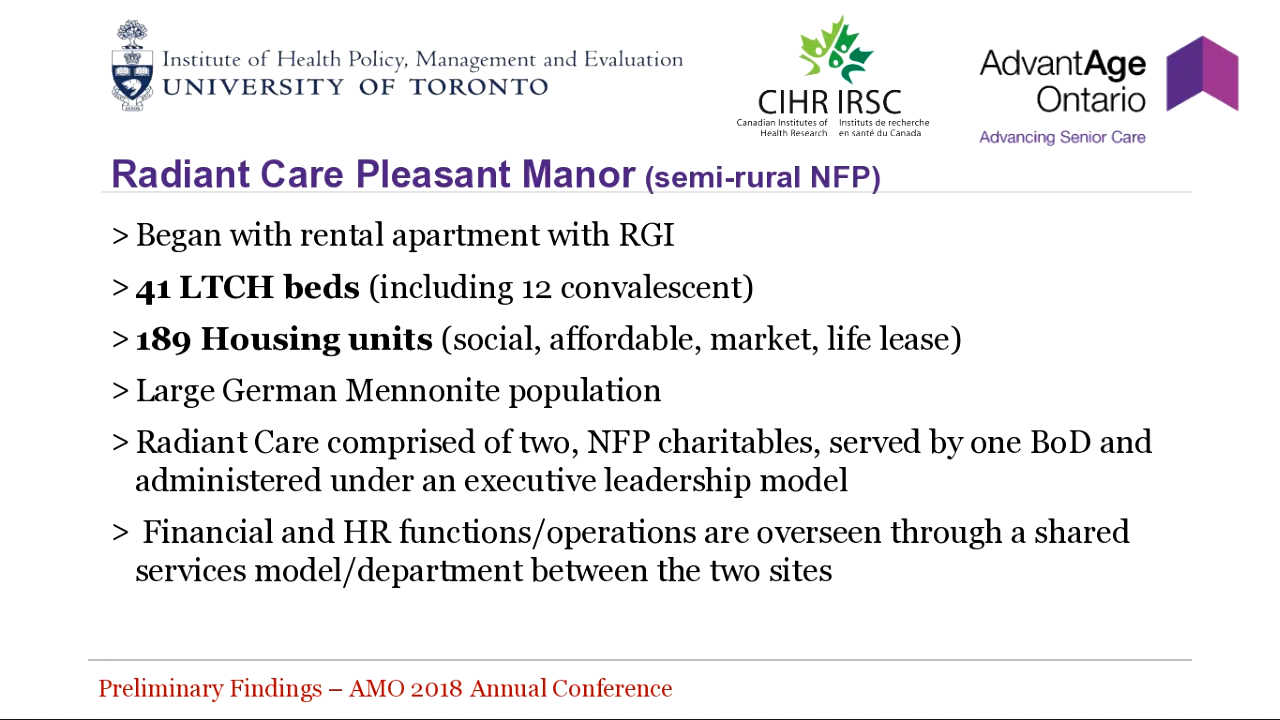 Institute of Health Policy, Management and Evaluation
UNIVERSITY OF TORONTO
CIHR IRSC
Canadian Institutes of Health Research
Instituts de recherche en santé du Canada
AdvantAge
Ontario
Advancing Senior Care
Radiant Care Pleasant Manor (semi-rural NFP)
> Began with rental apartment with RGI
> 41 LTCH beds (including 12 convalescent)
> 189 Housing units (social, affordable, market, life lease)
> Large German Mennonite population
> Radiant Care comprised of two, NFP charitables, served by one BoD and
administered under an executive leadership model
> Financial and HR functions/operations are overseen through a shared
services model/department between the two sites
Preliminary Findings – AMO 2018 Annual Conference